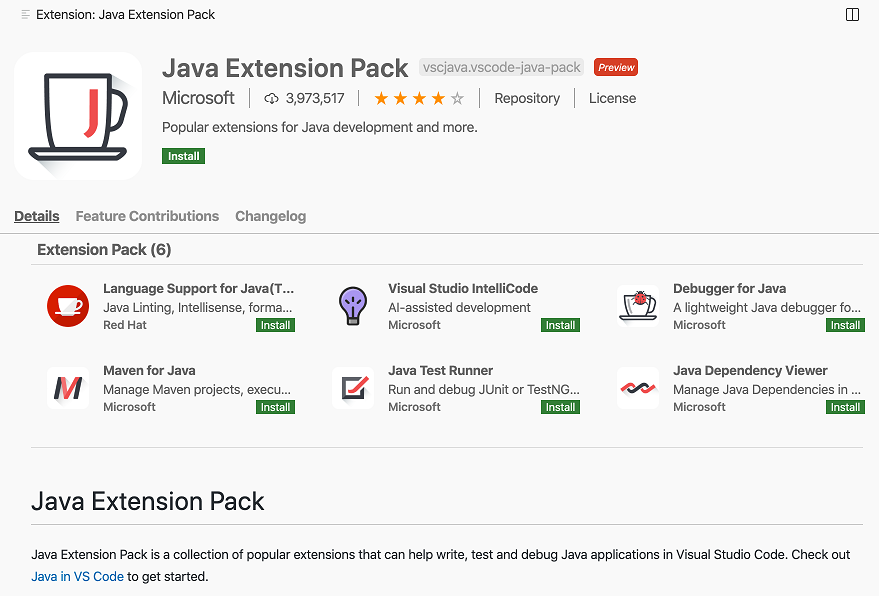 Extension: Java Extension Pack
Java Extension Pack vscjava.vscode-java-pack Preview
Microsoft 3,973,517 Repository License
Popular extensions for Java development and more.
Install
Details Feature Contributions Changelog
Extension Pack (6)
Language Support for Java(T...
Java Linting, Intellisense, forma...
Red Hat Install
Visual Studio IntelliCode
AI-assisted development
Microsoft Install
Debugger for Java
A lightweight Java debugger fo...
Microsoft Install
Maven for Java
Manage Maven projects, execu...
Microsoft Install
Java Test Runner
Run and debug JUnit or TestNG...
Microsoft Install
Java Dependency Viewer
Manage Java Dependencies in ...
Microsoft Install
Java Extension Pack
Java Extension Pack is a collection of popular extensions that can help write, test and debug Java applications in Visual Studio Code. Check out
Java in VS Code to get started.